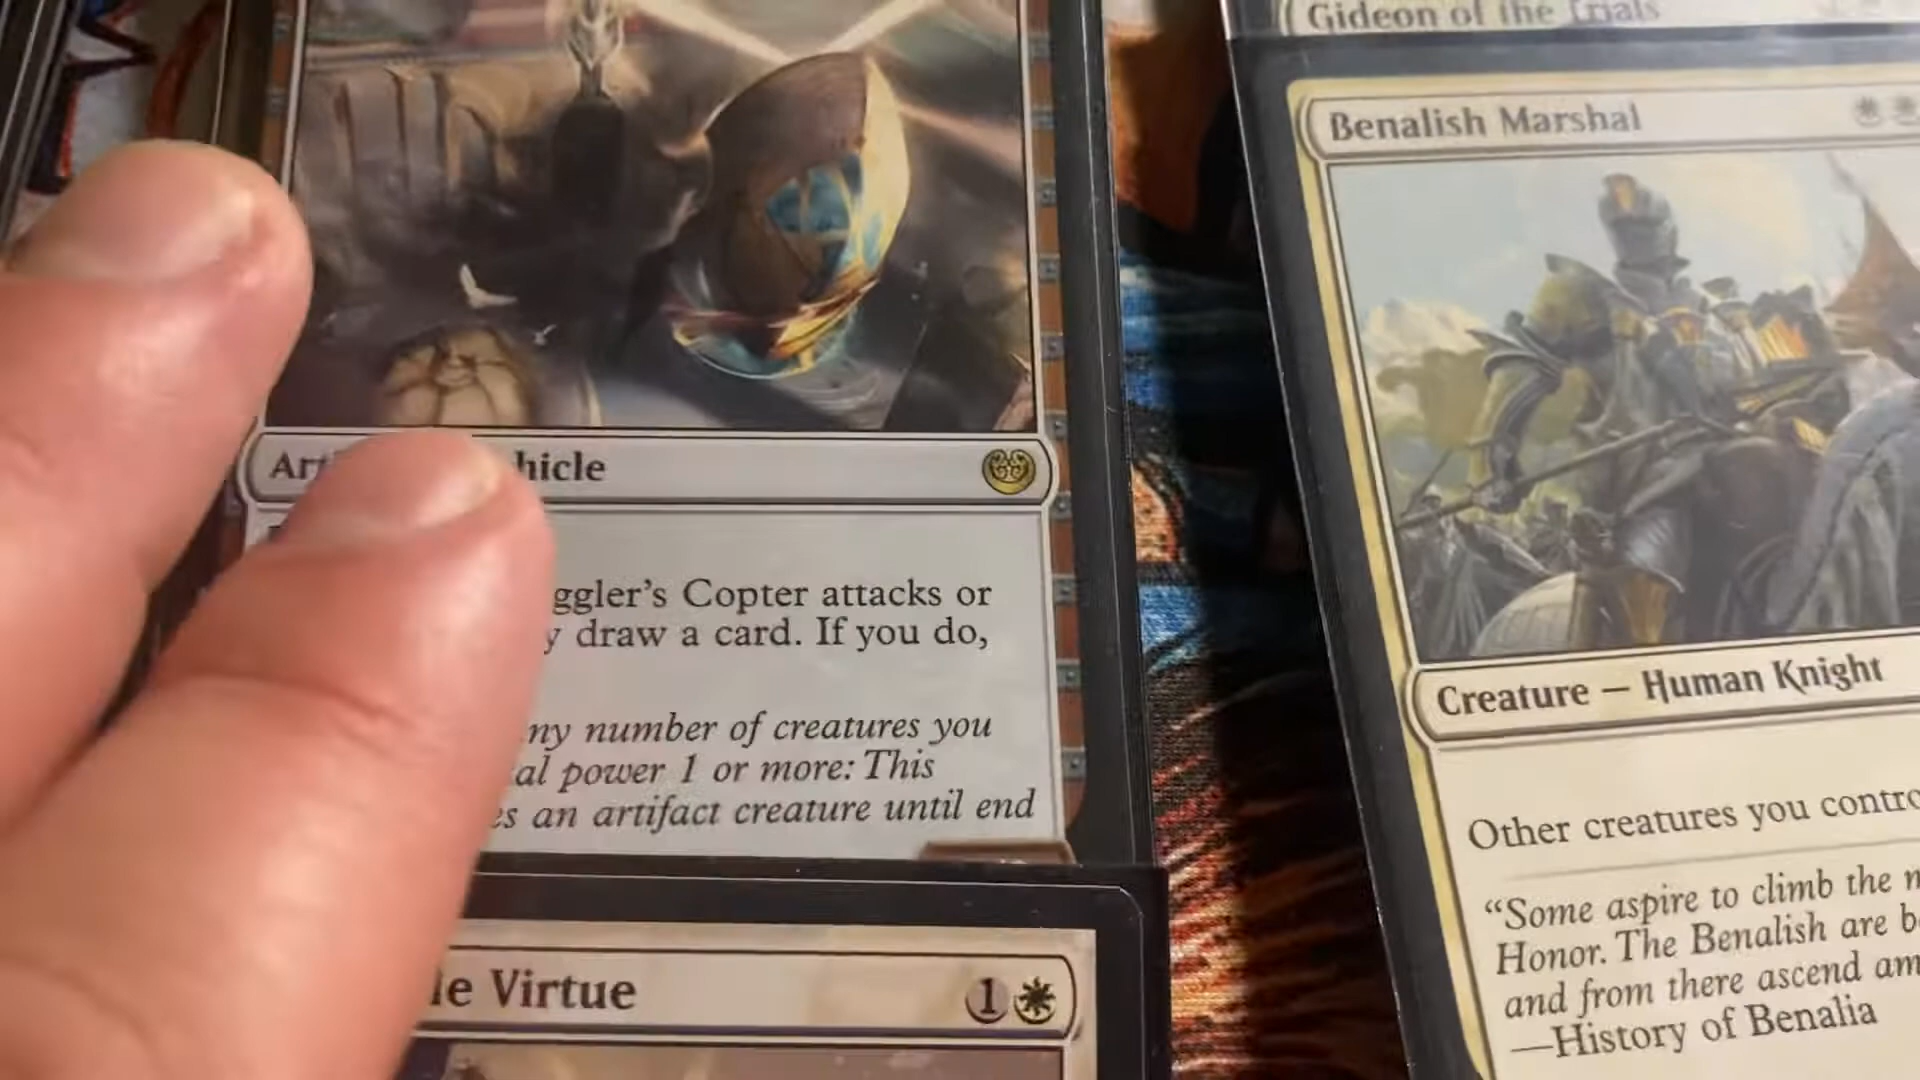 Gideon of the Trials
Benalish Marshal
Creature — Human Knight
Other creatures you contro
“Some aspire to climb the m
Honor. The Benalish are b
and from there ascend am
—History of Benalia
Art hicle
ggler’s Copter attacks or
y draw a card. If you do,
ny number of creatures you
al power 1 or more: This
es an artifact creature until end
le Virtue 1